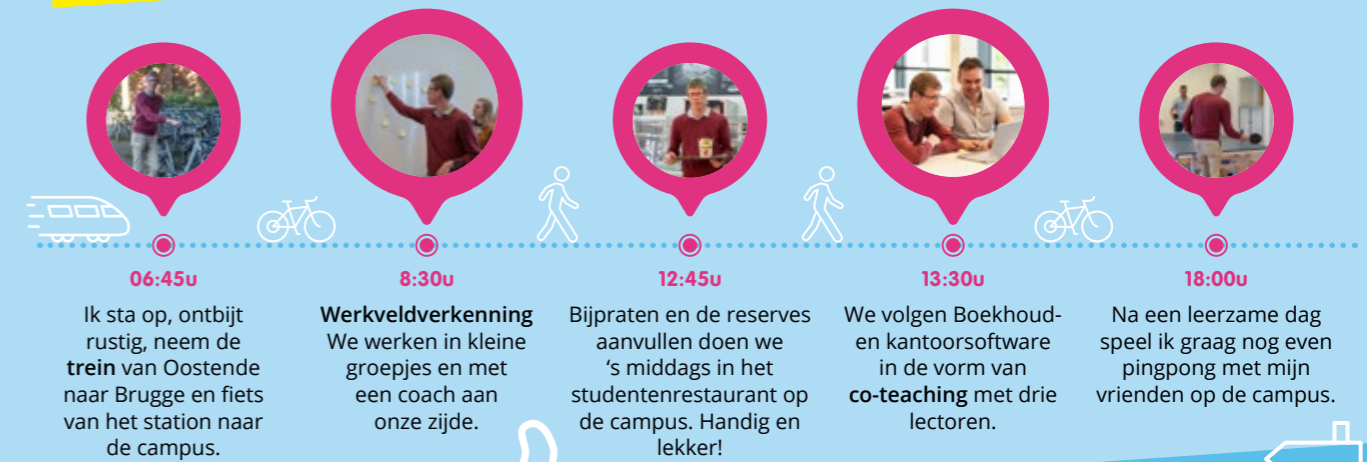 06:45u
Ik sta op, ontbijt
rustig, neem de
trein van Oostende
naar Brugge en fiets
van het station naar
de campus.
8:30u
Werkveldverkenning
We werken in kleine
groepjes en met
een coach aan
onze zijde.
12:45u
Bijpraten en de reserves
aanvullen doen we
‘s middags in het
studentenrestaurant op
de campus. Handig en
lekker!
13:30u
We volgen Boekhoud-
en kantoorsoftware
in de vorm van
co-teaching met drie
lectoren.
18:00u
Na een leerzame dag
speel ik graag nog even
pingpong met mijn
vrienden op de campus.